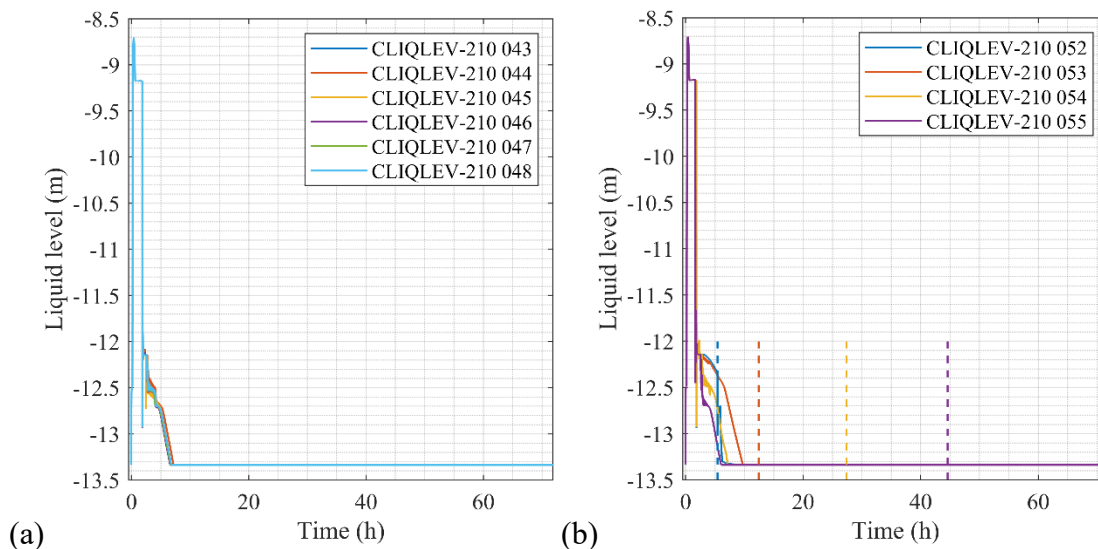 -8.5
-9
-9.5
-10
-10.5
-11
-11.5
-12
-12.5
-13
-13.5
Liquid level (m)
CLIQLEV-210 043
CLIQLEV-210 044
CLIQLEV-210 045
CLIQLEV-210 046
CLIQLEV-210 047
CLIQLEV-210 048
0 20 40 60
Time (h)
(a)
-8.5
-9
-9.5
-10
-10.5
-11
-11.5
-12
-12.5
-13
-13.5
Liquid level (m)
CLIQLEV-210 052
CLIQLEV-210 053
CLIQLEV-210 054
CLIQLEV-210 055
0 20 40 60
Time (h)
(b)